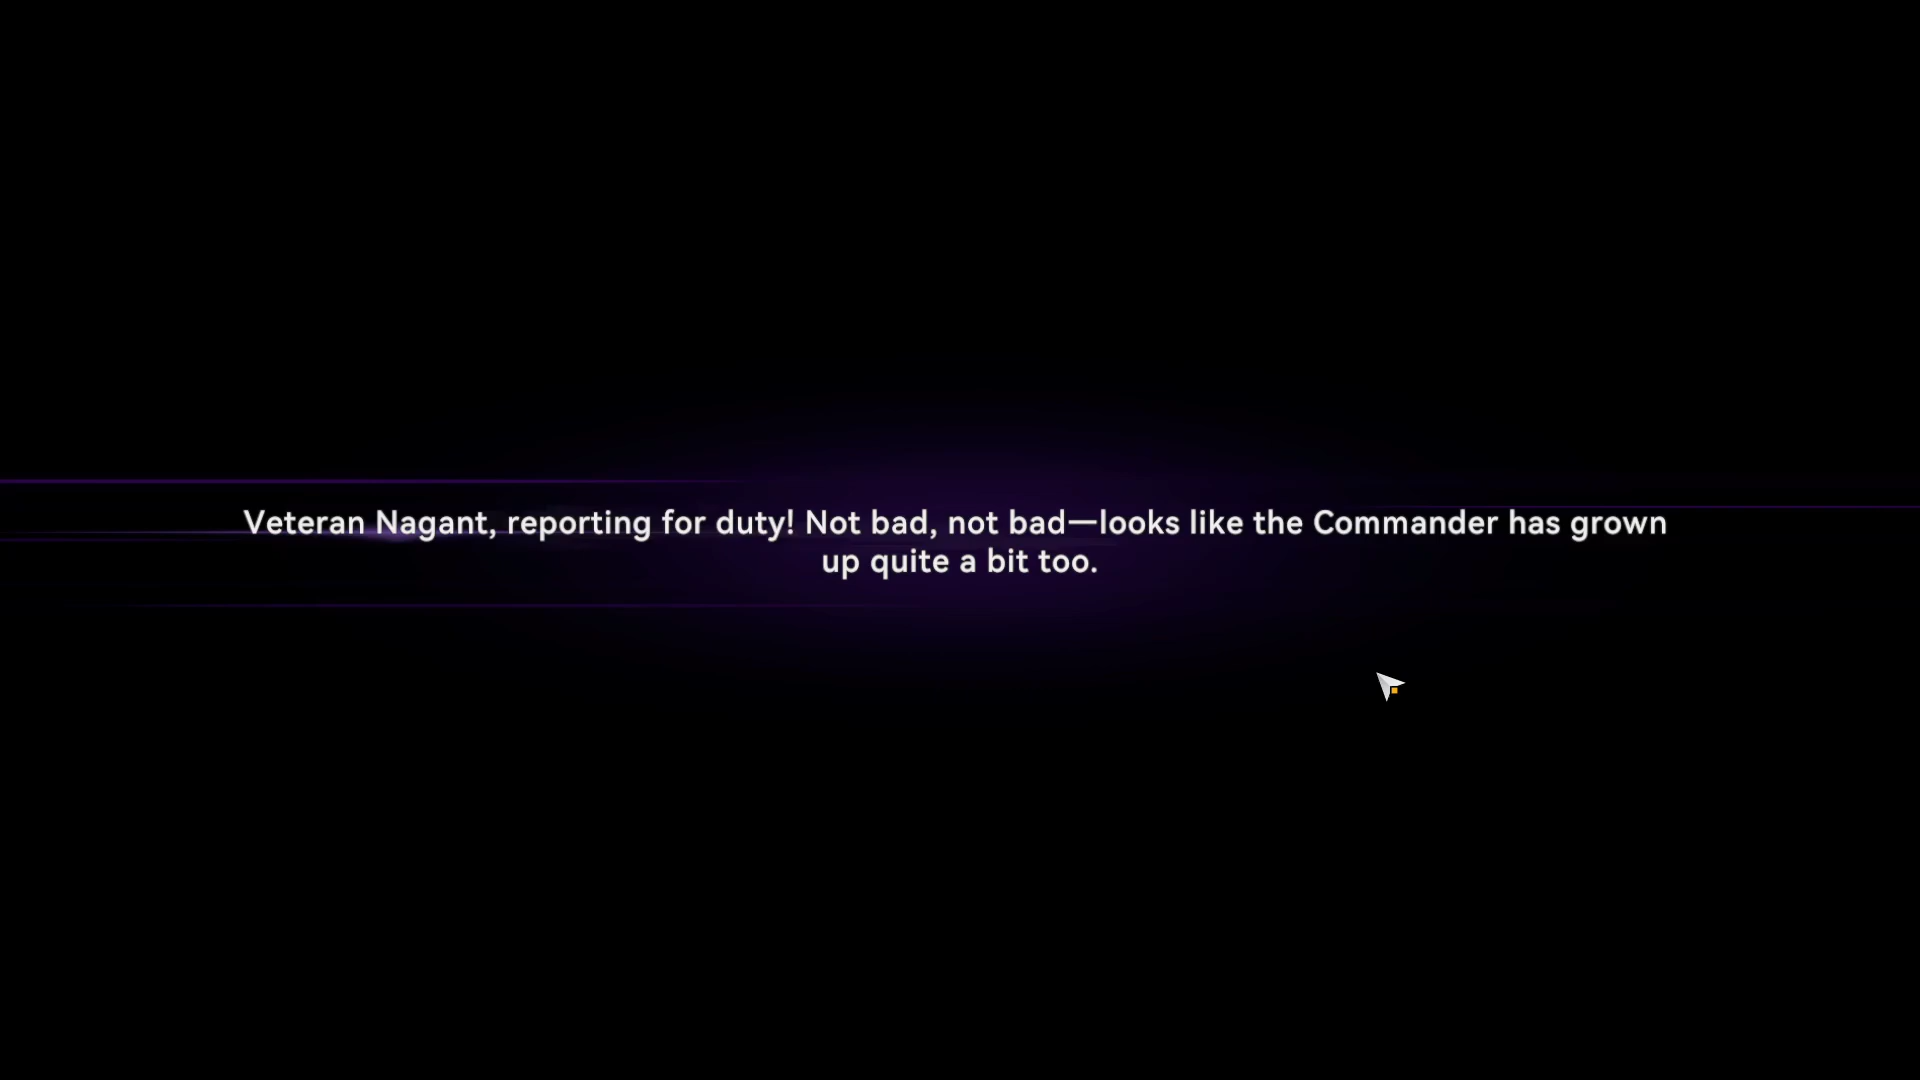 Veteran Nagant, reporting for duty! Not bad, not bad—looks like the Commander has grown
up quite a bit too.